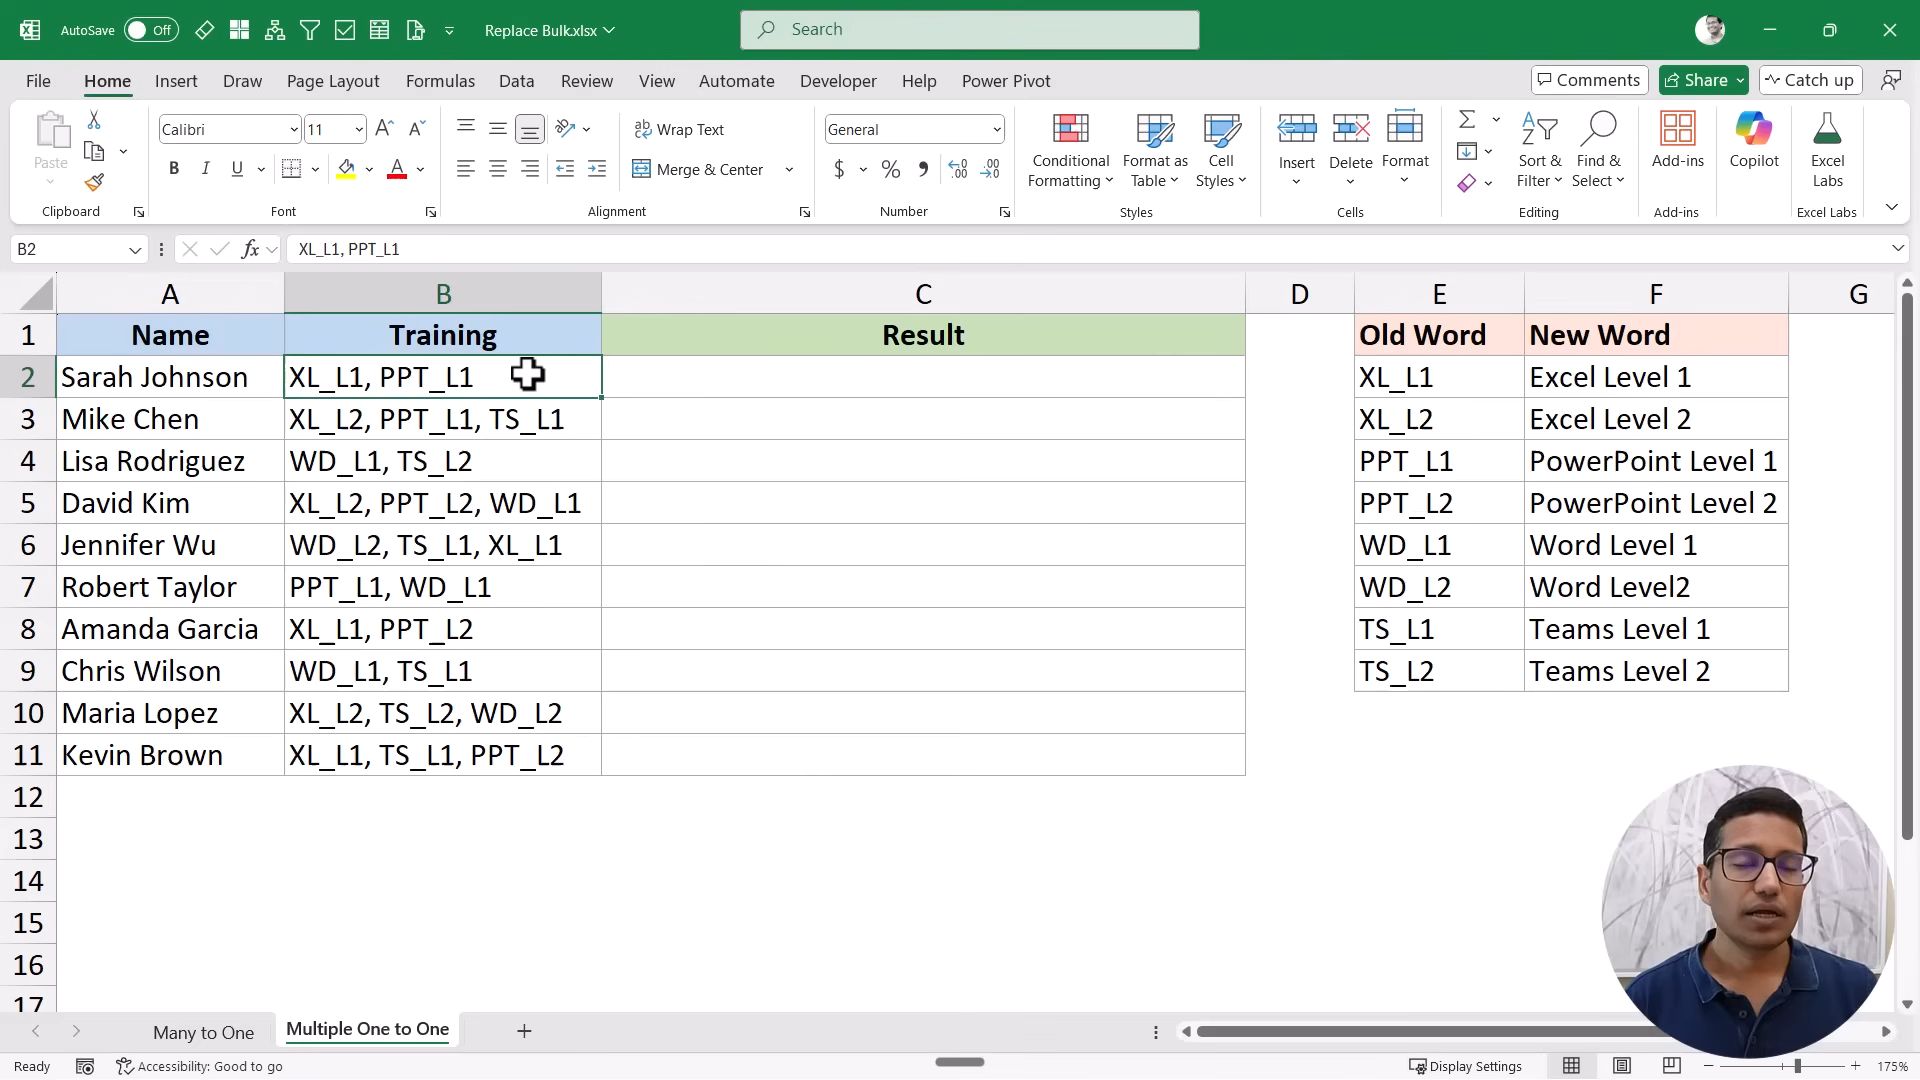 AutoSave Off Replace Bulk.xlsx Search
File Home Insert Draw Page Layout Formulas Data Review View Automate Developer Help Power Pivot Comments Share Catch up
Paste
Calibri 11
B I U A
Wrap Text
Merge & Center
General
$ %
Conditional Formatting
Format as Table
Cell Styles
Insert
Delete
Format
Sort & Filter
Find & Select
Add-ins
Copilot
Excel Labs
Clipboard Font Alignment Number Styles Cells Editing Add-ins Excel Labs
B2 fx XL_L1, PPT_L1
A B C D E F G
1 Name Training Result Old Word New Word
2 Sarah Johnson XL_L1, PPT_L1 XL_L1 Excel Level 1
3 Mike Chen XL_L2, PPT_L1, TS_L1 XL_L2 Excel Level 2
4 Lisa Rodriguez WD_L1, TS_L2 PPT_L1 PowerPoint Level 1
5 David Kim XL_L2, PPT_L2, WD_L1 PPT_L2 PowerPoint Level 2
6 Jennifer Wu WD_L2, TS_L1, XL_L1 WD_L1 Word Level 1
7 Robert Taylor PPT_L1, WD_L1 WD_L2 Word Level2
8 Amanda Garcia XL_L1, PPT_L2 TS_L1 Teams Level 1
9 Chris Wilson WD_L1, TS_L1 TS_L2 Teams Level 2
10 Maria Lopez XL_L2, TS_L2, WD_L2
11 Kevin Brown XL_L1, TS_L1, PPT_L2
12
13
14
15
16
17
Many to One Multiple One to One
Ready Accessibility: Good to go Display Settings 175%